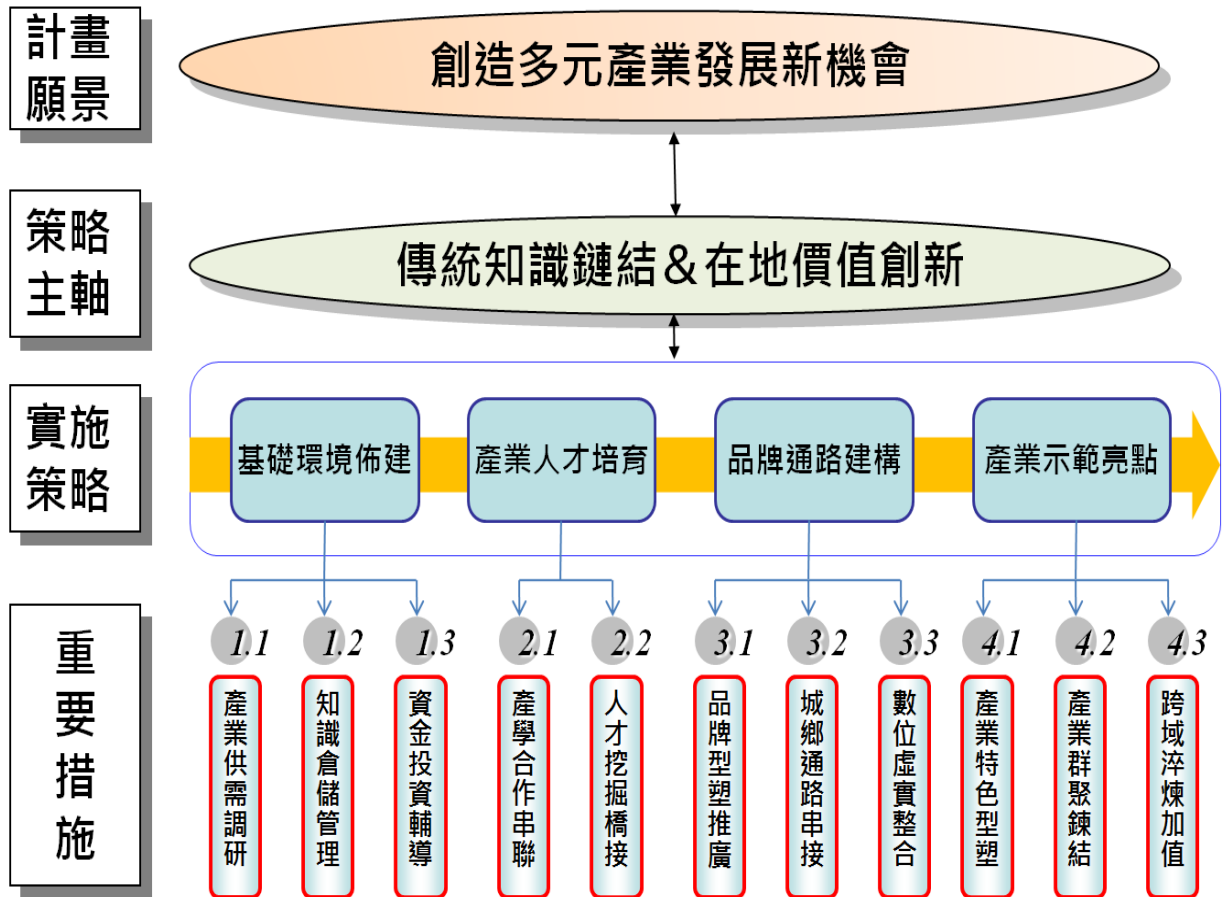 計畫
願景
創造多元產業發展新機會
策略
主軸
傳統知識鏈結＆在地價值創新
實施
策略
基礎環境佈建
產業人才培育
品牌通路建構
產業示範亮點
重要措施
1.1
產業供需調研
1.2
知識倉儲管理
1.3
資金投資輔導
2.1
產學合作串聯
2.2
人才挖掘橋接
3.1
品牌型塑推廣
3.2
城鄉通路串接
3.3
數位虛實整合
4.1
產業特色型塑
4.2
產業群聚鍊結
4.3
跨域淬煉加值